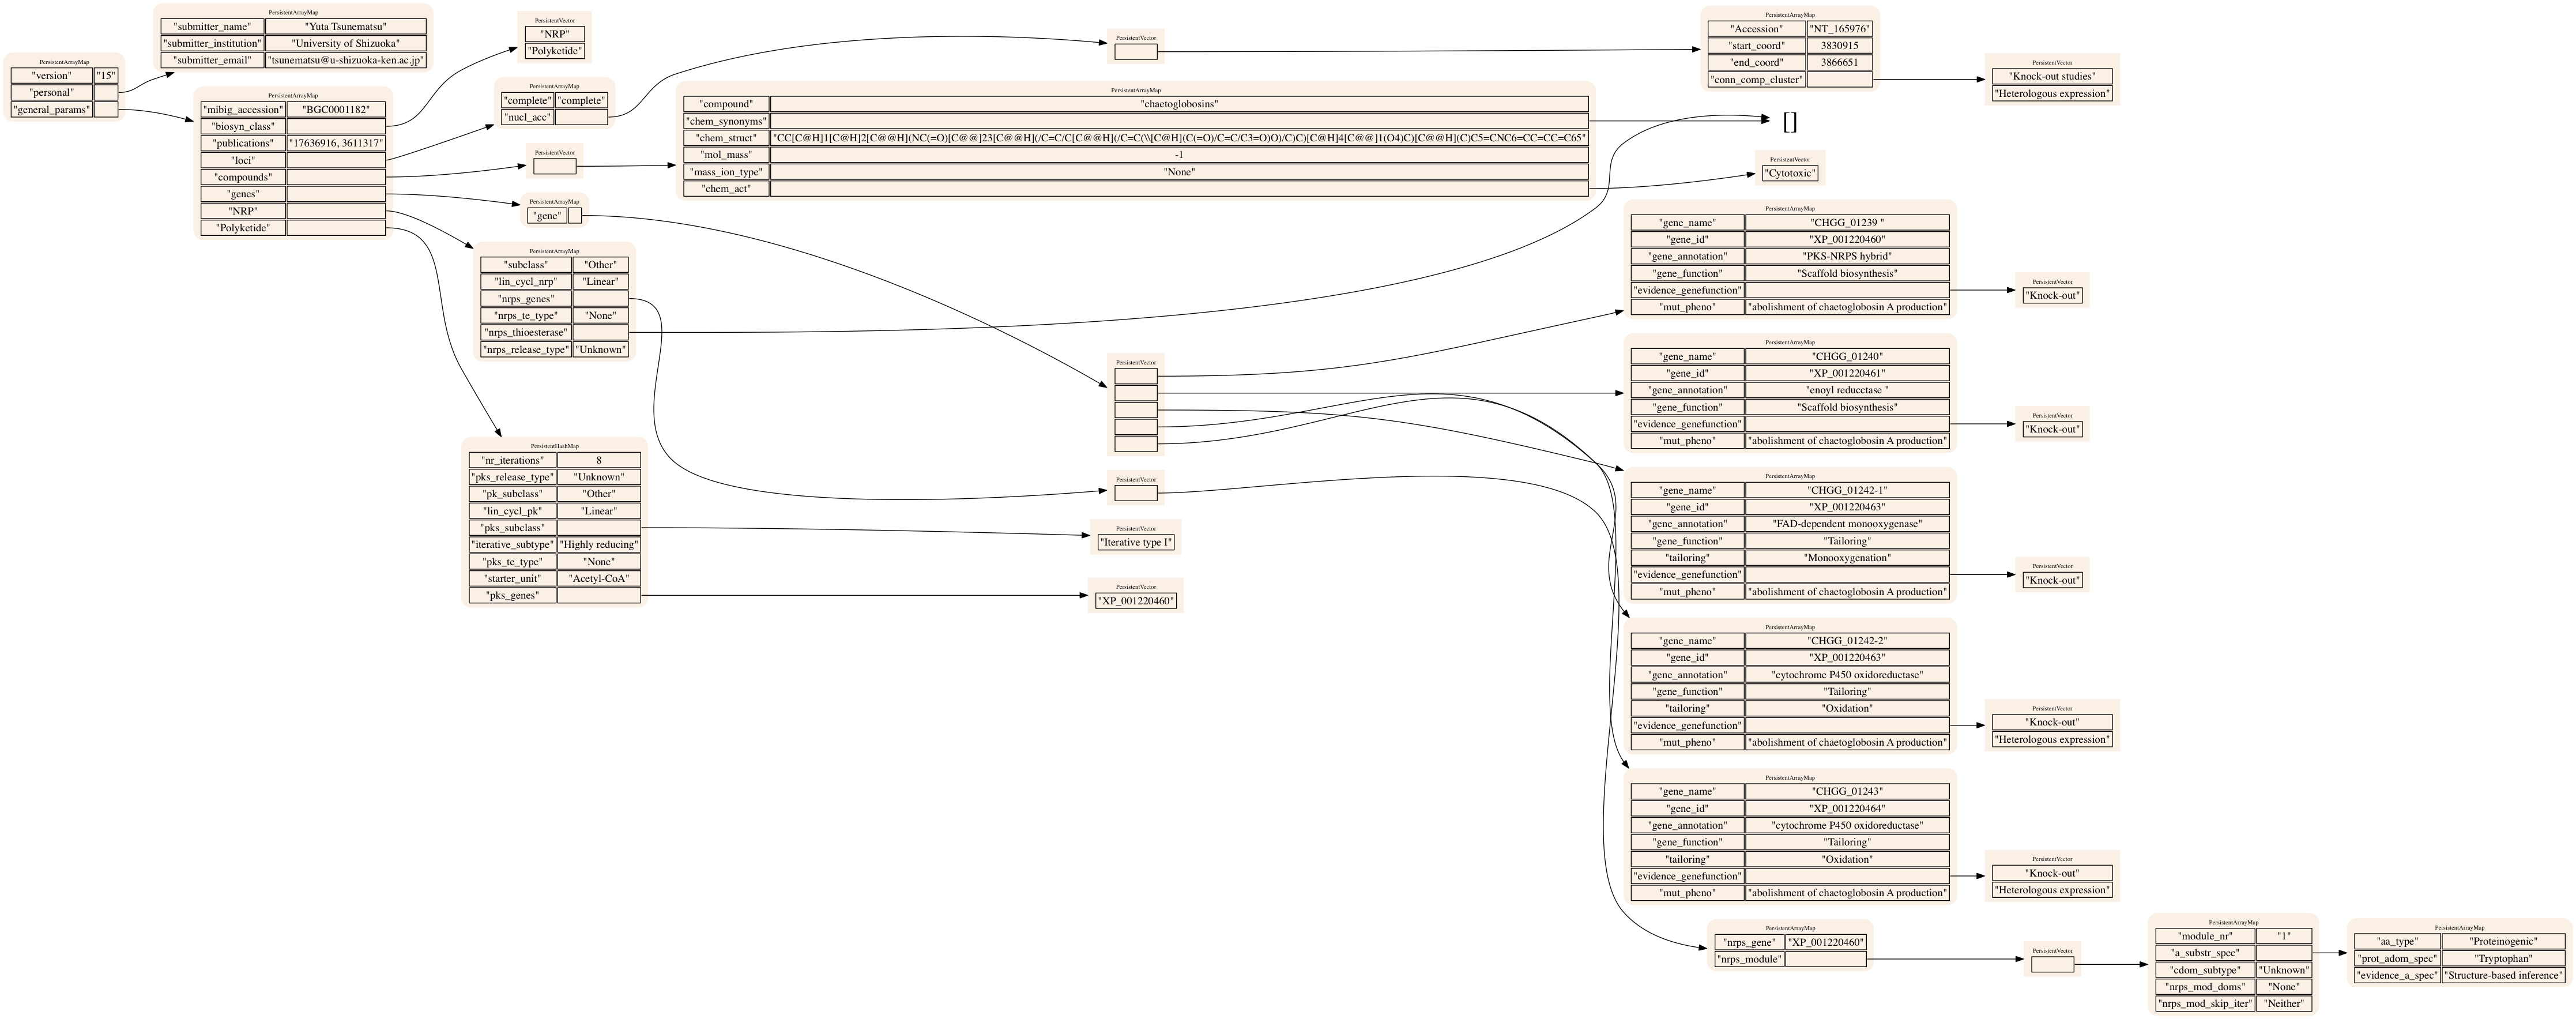 PersistentArrayMap
"version" "15"
"personal"
"general_params"
PersistentArrayMap
"submitter_name" "Yuta Tsunematsu"
"submitter_institution" "University of Shizuoka"
"submitter_email" "tsunematsu@u-shizuoka-ken.ac.jp"
PersistentArrayMap
"mibig_accession" "BGC0001182"
"biosyn_class"
"publications" "17636916, 3611317"
"loci"
"compounds"
"genes"
"NRP"
"Polyketide"
PersistentVector
"NRP"
"Polyketide"
PersistentArrayMap
"complete" "complete"
"nucl_acc"
PersistentVector
PersistentArrayMap
"gene"
PersistentArrayMap
"subclass" "Other"
"lin_cycl_nrp" "Linear"
"nrps_genes"
"nrps_te_type" "None"
"nrps_thioesterase"
"nrps_release_type" "Unknown"
PersistentHashMap
"nr_iterations" 8
"pks_release_type" "Unknown"
"pk_subclass" "Other"
"lin_cycl_pk" "Linear"
"pks_subclass"
"iterative_subtype" "Highly reducing"
"pks_te_type" "None"
"starter_unit" "Acetyl-CoA"
"pks_genes"
PersistentVector
PersistentArrayMap
"compound" "chaetoglobosins"
"chem_synonyms"
"chem_struct" "CC[C@H]1[C@H]2[C@@H](NC(=O)[C@@]23[C@@H](/C=C/C[C@@H](/C=C(\\[C@H](C(=O)/C=C/C3=O)O)/C)C)[C@H]4[C@@]1(O4)C)[C@@H](C)C5=CNC6=CC=CC=C65"
"mol_mass" -1
"mass_ion_type" "None"
"chem_act"
PersistentVector
PersistentVector
PersistentVector
"Iterative type I"
PersistentVector
"XP_001220460"
PersistentArrayMap
"Accession" "NT_165976"
"start_coord" 3830915
"end_coord" 3866651
"conn_comp_cluster"
PersistentVector
"Knock-out studies"
"Heterologous expression"
[]
PersistentVector
"Cytotoxic"
PersistentArrayMap
"gene_name" "CHGG_01239 "
"gene_id" "XP_001220460"
"gene_annotation" "PKS-NRPS hybrid"
"gene_function" "Scaffold biosynthesis"
"evidence_genefunction"
"mut_pheno" "abolishment of chaetoglobosin A production"
PersistentVector
"Knock-out"
PersistentArrayMap
"gene_name" "CHGG_01240"
"gene_id" "XP_001220461"
"gene_annotation" "enoyl reducctase "
"gene_function" "Scaffold biosynthesis"
"evidence_genefunction"
"mut_pheno" "abolishment of chaetoglobosin A production"
PersistentVector
"Knock-out"
PersistentArrayMap
"gene_name" "CHGG_01242-1"
"gene_id" "XP_001220463"
"gene_annotation" "FAD-dependent monooxygenase"
"gene_function" "Tailoring"
"tailoring" "Monooxygenation"
"evidence_genefunction"
"mut_pheno" "abolishment of chaetoglobosin A production"
PersistentVector
"Knock-out"
PersistentArrayMap
"gene_name" "CHGG_01242-2"
"gene_id" "XP_001220463"
"gene_annotation" "cytochrome P450 oxidoreductase"
"gene_function" "Tailoring"
"tailoring" "Oxidation"
"evidence_genefunction"
"mut_pheno" "abolishment of chaetoglobosin A production"
PersistentVector
"Knock-out"
"Heterologous expression"
PersistentArrayMap
"gene_name" "CHGG_01243"
"gene_id" "XP_001220464"
"gene_annotation" "cytochrome P450 oxidoreductase"
"gene_function" "Tailoring"
"tailoring" "Oxidation"
"evidence_genefunction"
"mut_pheno" "abolishment of chaetoglobosin A production"
PersistentVector
"Knock-out"
"Heterologous expression"
PersistentArrayMap
"nrps_gene" "XP_001220460"
"nrps_module"
PersistentVector
PersistentArrayMap
"module_nr" "1"
"a_substr_spec"
"cdom_subtype" "Unknown"
"nrps_mod_doms" "None"
"nrps_mod_skip_iter" "Neither"
PersistentArrayMap
"aa_type" "Proteinogenic"
"prot_adom_spec" "Tryptophan"
"evidence_a_spec" "Structure-based inference"